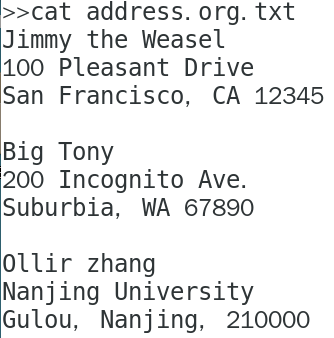 >>cat address.org.txt
Jimmy the Weasel
100 Pleasant Drive
San Francisco, CA 12345
Big Tony
200 Incognito Ave.
Suburbia, WA 67890
Ollir zhang
Nanjing University
Gulou, Nanjing, 210000